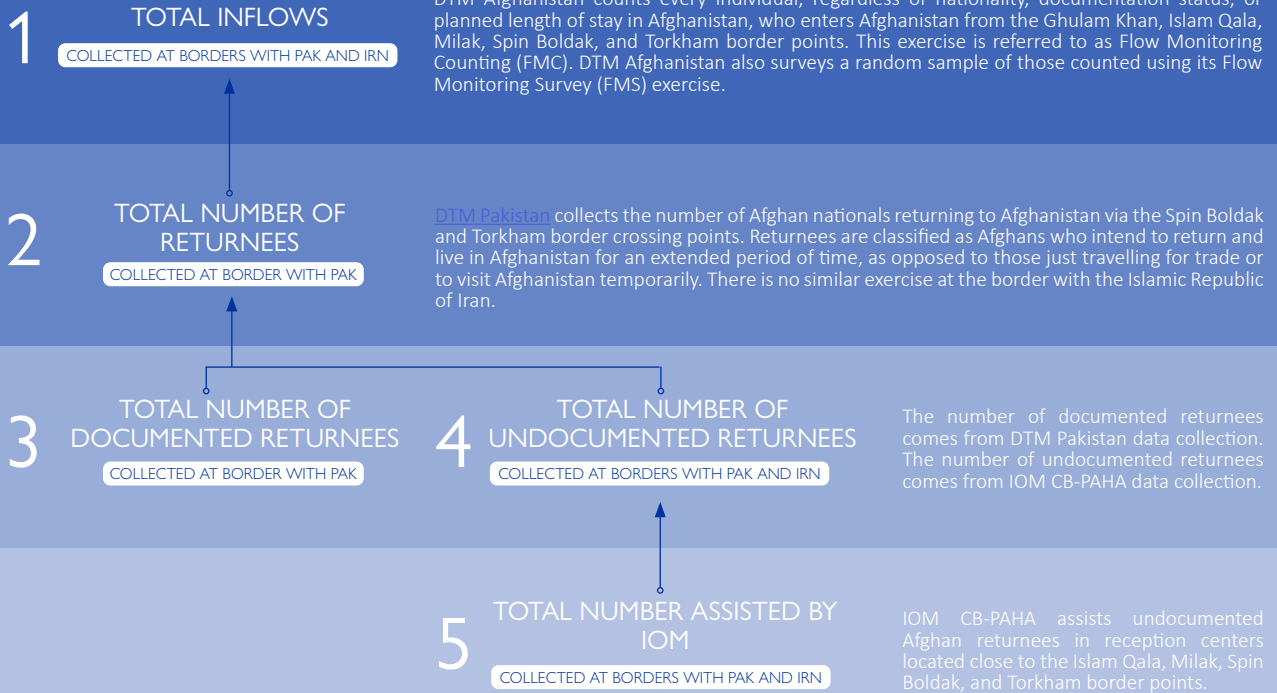 1
TOTAL INFLOWS
COLLECTED AT BORDERS WITH PAK AND IRN
DTM Afghanistan counts every individual, regardless of nationality, documentation status, or
planned length of stay in Afghanistan, who enters Afghanistan from the Ghulam Khan, Islam Qala,
Milak, Spin Boldak, and Torkham border points. This exercise is referred to as Flow Monitoring
Counting (FMC). DTM Afghanistan also surveys a random sample of those counted using its Flow
Monitoring Survey (FMS) exercise.
2
TOTAL NUMBER OF
RETURNEES
COLLECTED AT BORDER WITH PAK
DTM Pakistan collects the number of Afghan nationals returning to Afghanistan via the Spin Boldak
and Torkham border crossing points. Returnees are classified as Afghans who intend to return and
live in Afghanistan for an extended period of time, as opposed to those just travelling for trade or
to visit Afghanistan temporarily. There is no similar exercise at the border with the Islamic Republic
of Iran.
3
TOTAL NUMBER OF
DOCUMENTED RETURNEES
COLLECTED AT BORDER WITH PAK
4
TOTAL NUMBER OF
UNDOCUMENTED RETURNEES
COLLECTED AT BORDERS WITH PAK AND IRN
The number of documented returnees
comes from DTM Pakistan data collection.
The number of undocumented returnees
comes from IOM CB-PAHA data collection.
5
TOTAL NUMBER ASSISTED BY
IOM
COLLECTED AT BORDERS WITH PAK AND IRN
IOM CB-PAHA assists undocumented
Afghan returnees in reception centers
located close to the Islam Qala, Milak, Spin
Boldak, and Torkham border points.